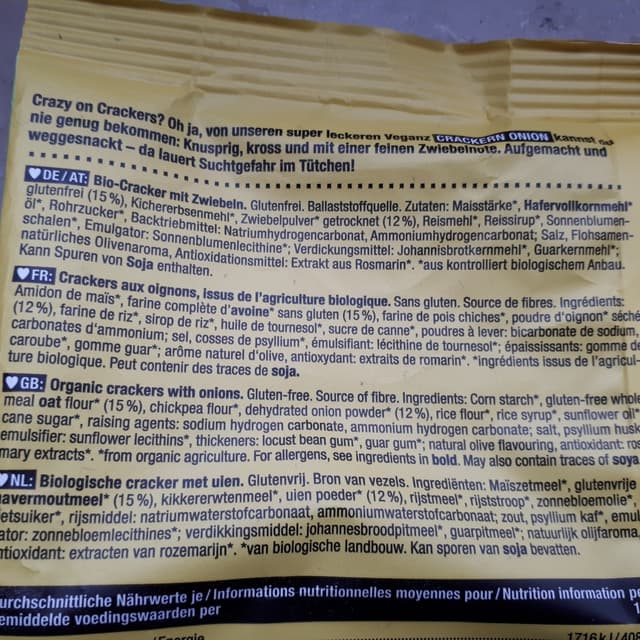 Crazy on Crackers? Oh ja, von unseren super leckeren Veganz CRACKERN ONION kannst
nie genug bekommen: Knusprig, kross und mit einer feinen Zwiebelnote. Aufgemacht und
weggesnackt – da lauert Suchtgefahr im Tütchen!
DE/AT: Bio-Cracker mit Zwiebeln. Glutenfrei. Ballaststoffquelle. Zutaten: Maisstärke*, Hafervollkornmehl*
glutenfrei (15%), Kichererbsenmehl*, Zwiebelpulver* getrocknet (12%), Reismehl*, Reissirup*, Sonnenblumen-
öl*, Rohrzucker*, Backtriebmittel: Natriumhydrogencarbonat, Ammoniumhydrogencarbonat; Salz, Flohsamen-
schalen*, Emulgator: Sonnenblumenlecithine*; Verdickungsmittel: Johannisbrotkernmehl*, Guarkernmehl*;
natürliches Olivenaroma, Antioxidationsmittel: Extrakt aus Rosmarin*. *aus kontrolliert biologischem Anbau.
Kann Spuren von Soja enthalten.
FR: Crackers aux oignons, issus de l'agriculture biologique. Sans gluten. Source de fibres. Ingrédients:
Amidon de maïs*, farine complète d'avoine* sans gluten (15%), farine de pois chiches*, poudre d'oignon* séché
(12%), farine de riz*, sirop de riz*, huile de tournesol*, sucre de canne*, poudres à lever: bicarbonate de sodium,
carbonates d'ammonium; sel, cosses de psyllium*, émulsifiant: lécithine de tournesol*; épaississants: gomme de
caroube*, gomme guar*; arôme naturel d'olive, antioxydant: extraits de romarin*. *ingrédients issus de l'agricul-
ture biologique. Peut contenir des traces de soja.
GB: Organic crackers with onions. Gluten-free. Source of fibre. Ingredients: Corn starch*, gluten-free whole
meal oat flour* (15%), chickpea flour*, dehydrated onion powder* (12%), rice flour*, rice syrup*, sunflower oil*
cane sugar*, raising agents: sodium hydrogen carbonate, ammonium hydrogen carbonate; salt, psyllium husk
emulsifier: sunflower lecithins*, thickeners: locust bean gum*, guar gum*; natural olive flavouring, antioxidant: ros
mary extracts*. *from organic agriculture. For allergens, see ingredients in bold. May also contain traces of soya
NL: Biologische cracker met uien. Glutenvrij. Bron van vezels. Ingrediënten: Maïszetmeel*, glutenvrije
havermoutmeel* (15%), kikkererwtenmeel*, uien poeder* (12%), rijstmeel*, rijststroop*, zonnebloemolie*,
ietsuiker*, rijsmiddel: natriumwaterstofcarbonaat, ammoniumwaterstofcarbonaat; zout, psyllium kaf*, emul
ator: zonnebloemlecithines*; verdikkingsmiddel: johannesbroodpitmeel*, guarpitmeel*; natuurlijk olijfaroma,
ntioxidant: extracten van rozemarijn*. *van biologische landbouw. Kan sporen van soja bevatten.
urchschnittliche Nährwerte je / Informations nutritionnelles moyennes pour / Nutrition information pe
emiddelde voedingswaarden per
/Energie 1716 kJ/408